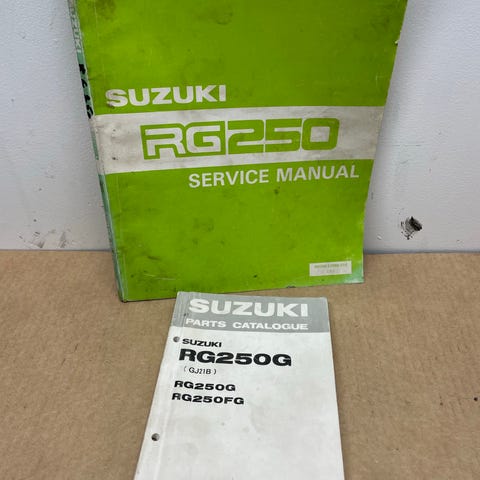 SUZUKI
RG250
SERVICE MANUAL
SUZUKI
PARTS CATALOGUE
SUZUKI
RG250G
( GJ21B )
RG250G
RG250FG